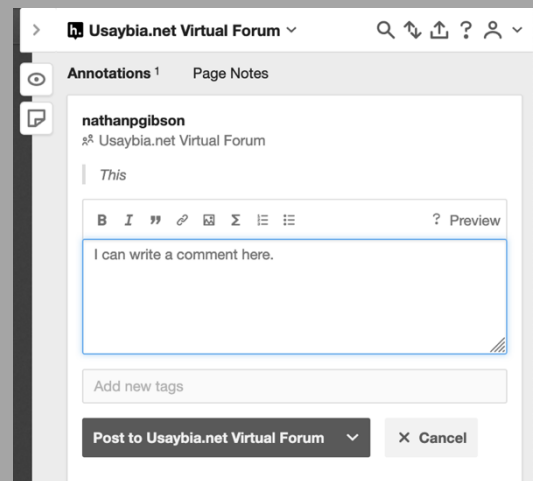 h. Usaybia.net Virtual Forum
Annotations 1 Page Notes
nathanpgibson
Usaybia.net Virtual Forum
This
B I ” Σ ? Preview
I can write a comment here.
Add new tags
Post to Usaybia.net Virtual Forum × Cancel